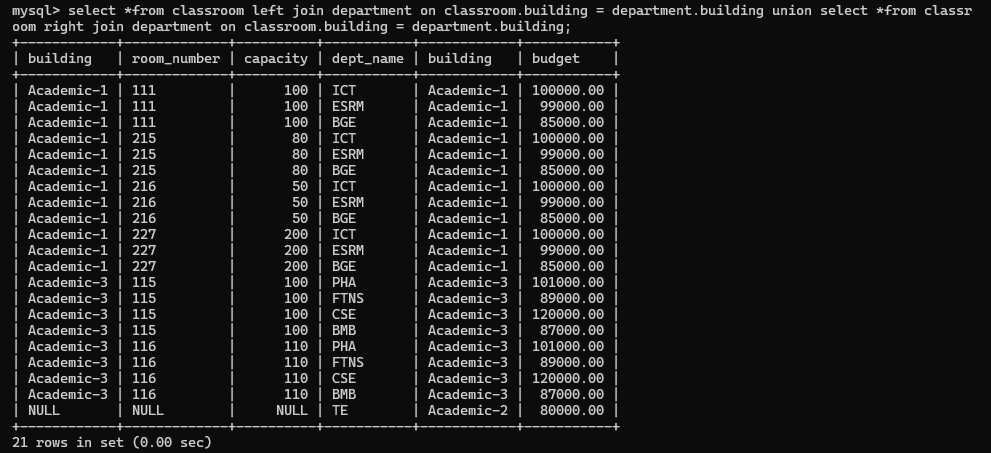 mysql> select *from classroom left join department on classroom.building = department.building union select *from classr
oom right join department on classroom.building = department.building;
+------------+-------------+----------+-----------+------------+-----------+
| building   | room_number | capacity | dept_name | building   | budget    |
+------------+-------------+----------+-----------+------------+-----------+
| Academic-1 | 111         |      100 | ICT       | Academic-1 | 100000.00 |
| Academic-1 | 111         |      100 | ESRM      | Academic-1 |  99000.00 |
| Academic-1 | 111         |      100 | BGE       | Academic-1 |  85000.00 |
| Academic-1 | 215         |       80 | ICT       | Academic-1 | 100000.00 |
| Academic-1 | 215         |       80 | ESRM      | Academic-1 |  99000.00 |
| Academic-1 | 215         |       80 | BGE       | Academic-1 |  85000.00 |
| Academic-1 | 216         |       50 | ICT       | Academic-1 | 100000.00 |
| Academic-1 | 216         |       50 | ESRM      | Academic-1 |  99000.00 |
| Academic-1 | 216         |       50 | BGE       | Academic-1 |  85000.00 |
| Academic-1 | 227         |      200 | ICT       | Academic-1 | 100000.00 |
| Academic-1 | 227         |      200 | ESRM      | Academic-1 |  99000.00 |
| Academic-1 | 227         |      200 | BGE       | Academic-1 |  85000.00 |
| Academic-3 | 115         |      100 | PHA       | Academic-3 | 101000.00 |
| Academic-3 | 115         |      100 | FTNS      | Academic-3 |  89000.00 |
| Academic-3 | 115         |      100 | CSE       | Academic-3 | 120000.00 |
| Academic-3 | 115         |      100 | BMB       | Academic-3 |  87000.00 |
| Academic-3 | 116         |      110 | PHA       | Academic-3 | 101000.00 |
| Academic-3 | 116         |      110 | FTNS      | Academic-3 |  89000.00 |
| Academic-3 | 116         |      110 | CSE       | Academic-3 | 120000.00 |
| Academic-3 | 116         |      110 | BMB       | Academic-3 |  87000.00 |
| NULL       | NULL        |     NULL | TE        | Academic-2 |  80000.00 |
+------------+-------------+----------+-----------+------------+-----------+
21 rows in set (0.00 sec)